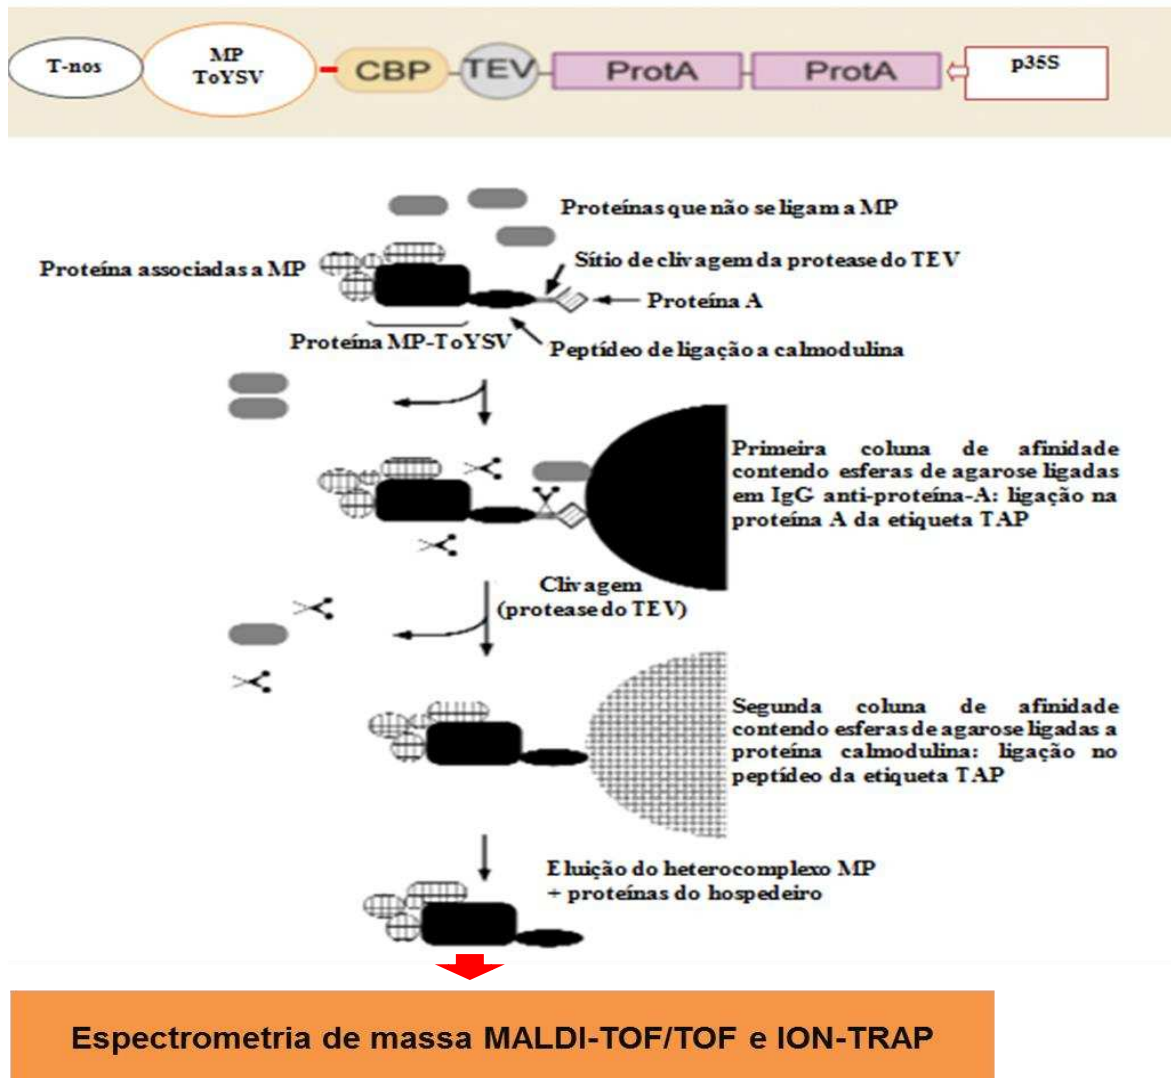 T-nos
MP
ToYSV
CBP
TEV
ProtA
ProtA
p35S
Proteínas que não se ligam a MP
Sítio de clivagem da protease do TEV
Proteína associadas a MP
Proteína A
Proteína MP-ToYSV
Peptídeo de ligação a calmodulina
Primeira coluna de afinidade
contendo esferas de agarose ligadas
em IgG anti-proteína-A: ligação na
proteína A da etiqueta TAP
Clivagem
(protease do TEV)
Segunda coluna de afinidade
contendo esferas de agarose ligadas a
proteína calmodulina: ligação no
peptídeo da etiqueta TAP
Eluição do heterocomplexo MP
+ proteínas do hospedeiro
Espectrometria de massa MALDI-TOF/TOF e ION-TRAP